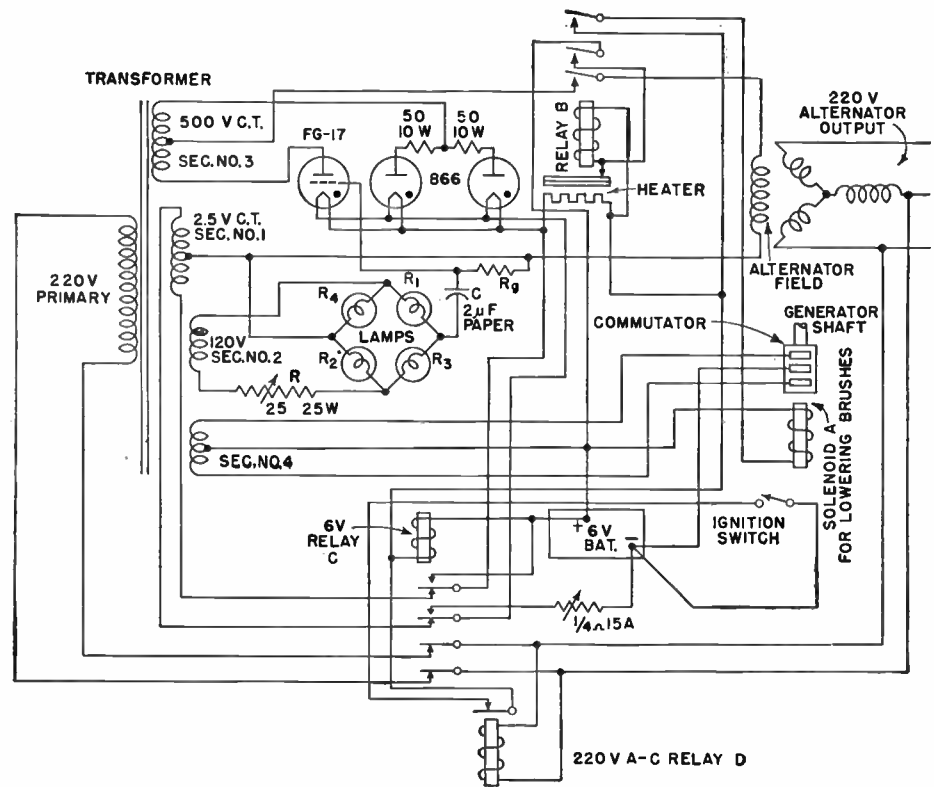 TRANSFORMER
500 V C.T.
SEC. NO. 3
FG-17
50
10 W
50
10 W
866
RELAY B
HEATER
220 V
ALTERNATOR
OUTPUT
2.5 V C.T.
SEC. NO. 1
220 V
PRIMARY
R4
R1
Rg
C
2µF
PAPER
LAMPS
R2
R3
ALTERNATOR
FIELD
120V
SEC. NO. 2
R
25 25W
COMMUTATOR
GENERATOR
SHAFT
SEC. NO. 4
SOLENOID A
FOR LOWERING BRUSHES
6V
RELAY
C
+ 6V −
BAT.
IGNITION
SWITCH
1/4 Ω 15A
220 V A-C RELAY D